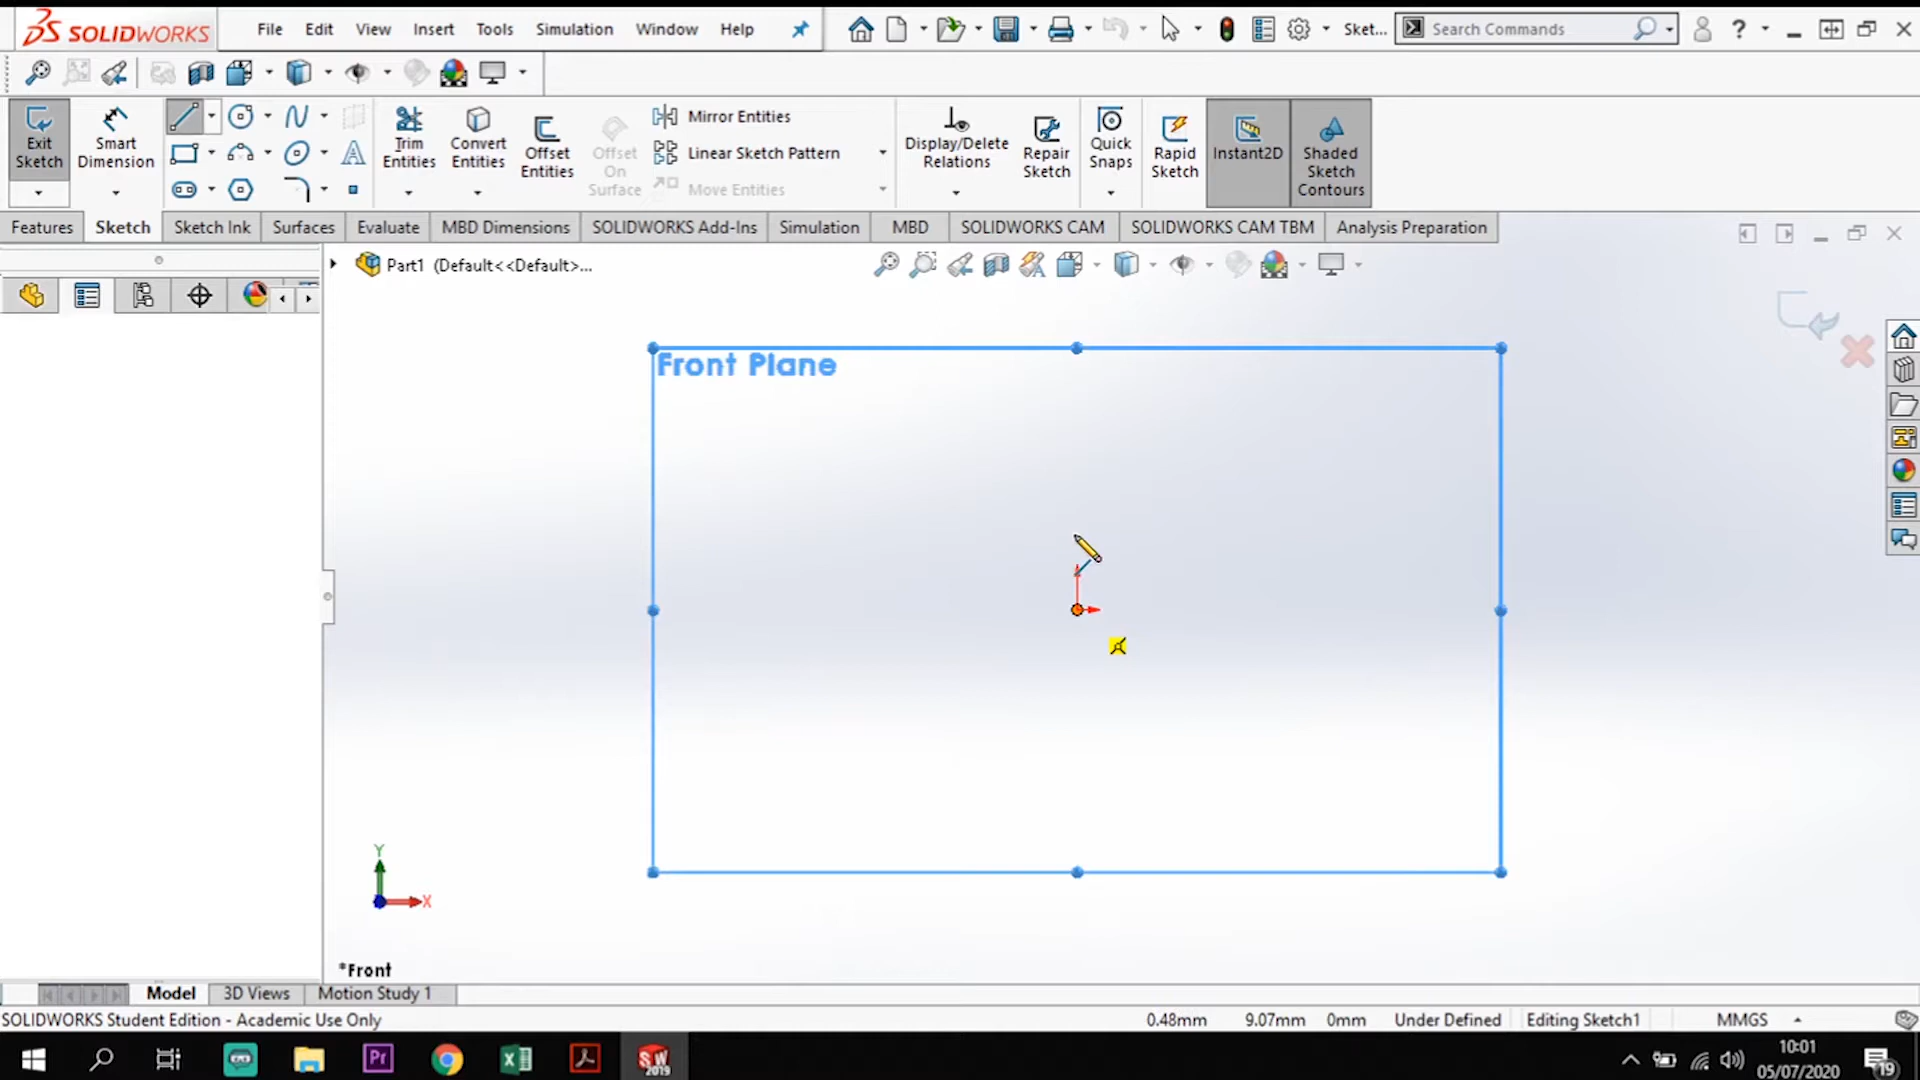 SOLIDWORKS File Edit View Insert Tools Simulation Window Help Sket... Search Commands ?
Exit Sketch
Smart Dimension
Trim Entities
Convert Entities
Offset Entities
Offset On Surface
Mirror Entities
Linear Sketch Pattern
Move Entities
Display/Delete Relations
Repair Sketch
Quick Snaps
Rapid Sketch
Instant2D
Shaded Sketch Contours
Features Sketch Sketch Ink Surfaces Evaluate MBD Dimensions SOLIDWORKS Add-Ins Simulation MBD SOLIDWORKS CAM SOLIDWORKS CAM TBM Analysis Preparation
Part1 (Default<<Default>...
Front Plane
Y
X
*Front
Model 3D Views Motion Study 1
SOLIDWORKS Student Edition - Academic Use Only 0.48mm 9.07mm 0mm Under Defined Editing Sketch1 MMGS
Pr SW 2019 10:01
05/07/2020 19